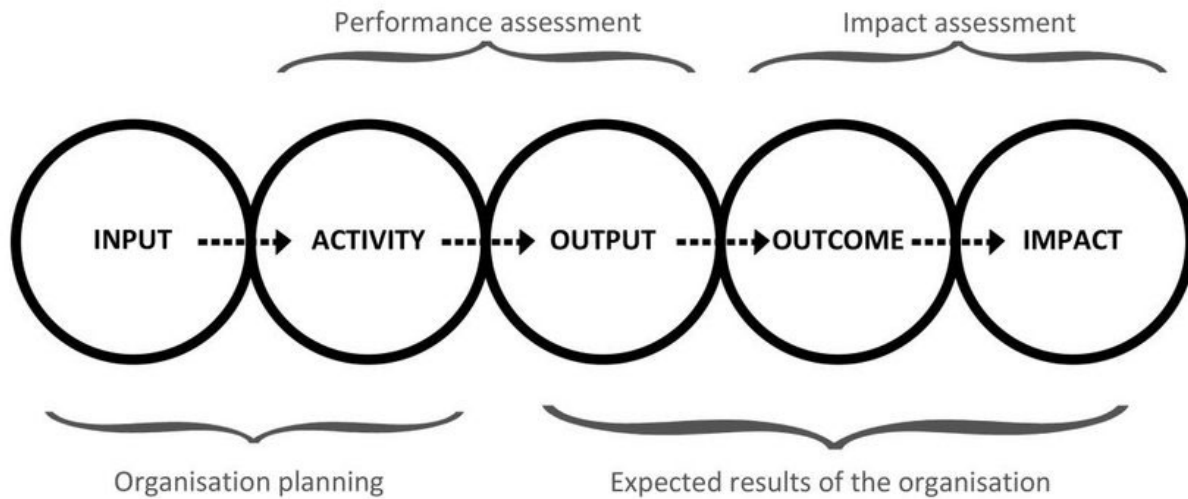 Performance assessment
Impact assessment
INPUT
ACTIVITY
OUTPUT
OUTCOME
IMPACT
Organisation planning
Expected results of the organisation